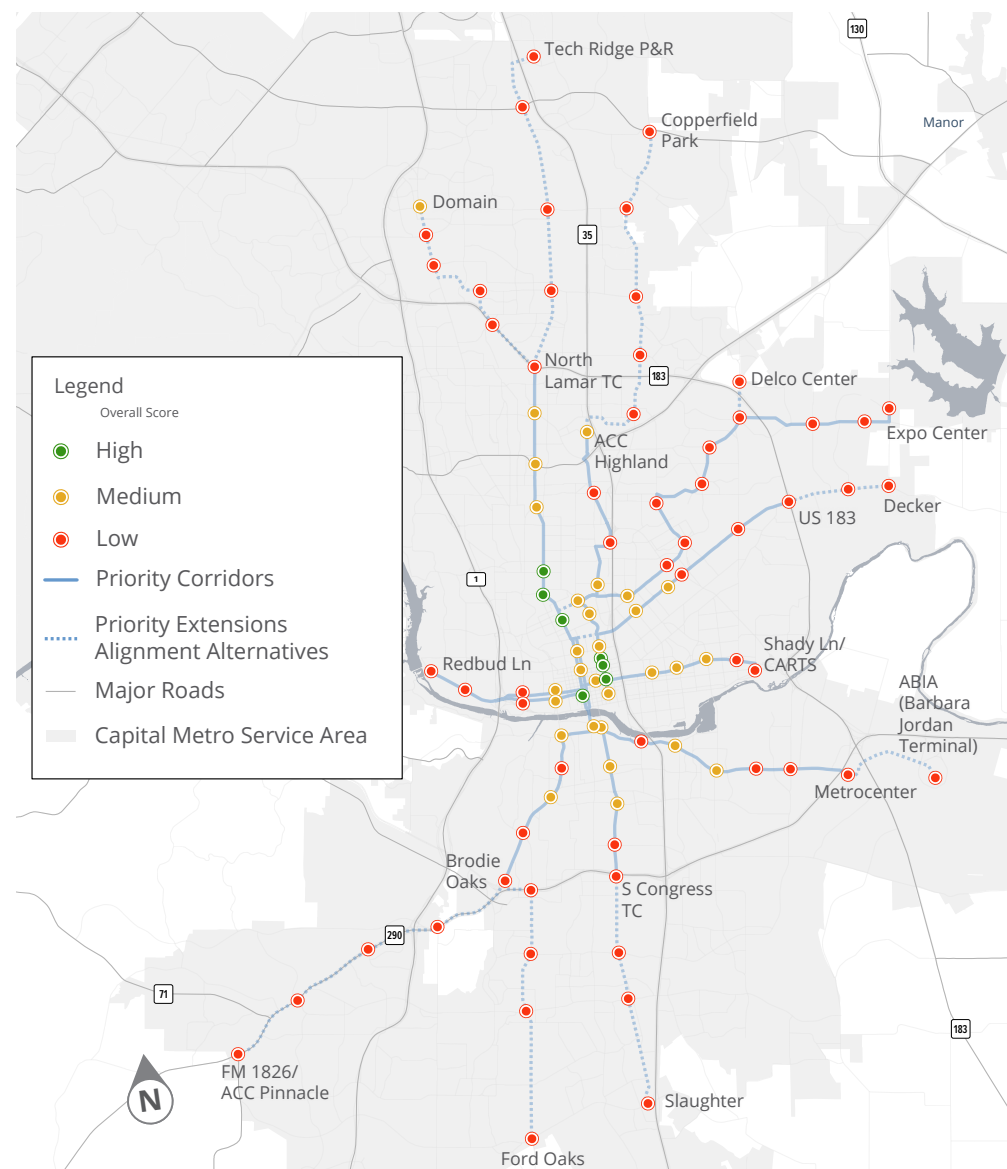 130
Tech Ridge P&R
Copperfield
Park
Manor
Domain
35
North
Lamar TC
183
Delco Center
Expo Center
ACC
Highland
Decker
US 183
Legend
Overall Score
High
Medium
Low
Priority Corridors
Priority Extensions
Alignment Alternatives
Major Roads
Capital Metro Service Area
1
Redbud Ln
Shady Ln/
CARTS
ABIA
(Barbara
Jordan
Terminal)
Metrocenter
Brodie
Oaks
S Congress
TC
290
71
183
FM 1826/
ACC Pinnacle
N
Slaughter
Ford Oaks